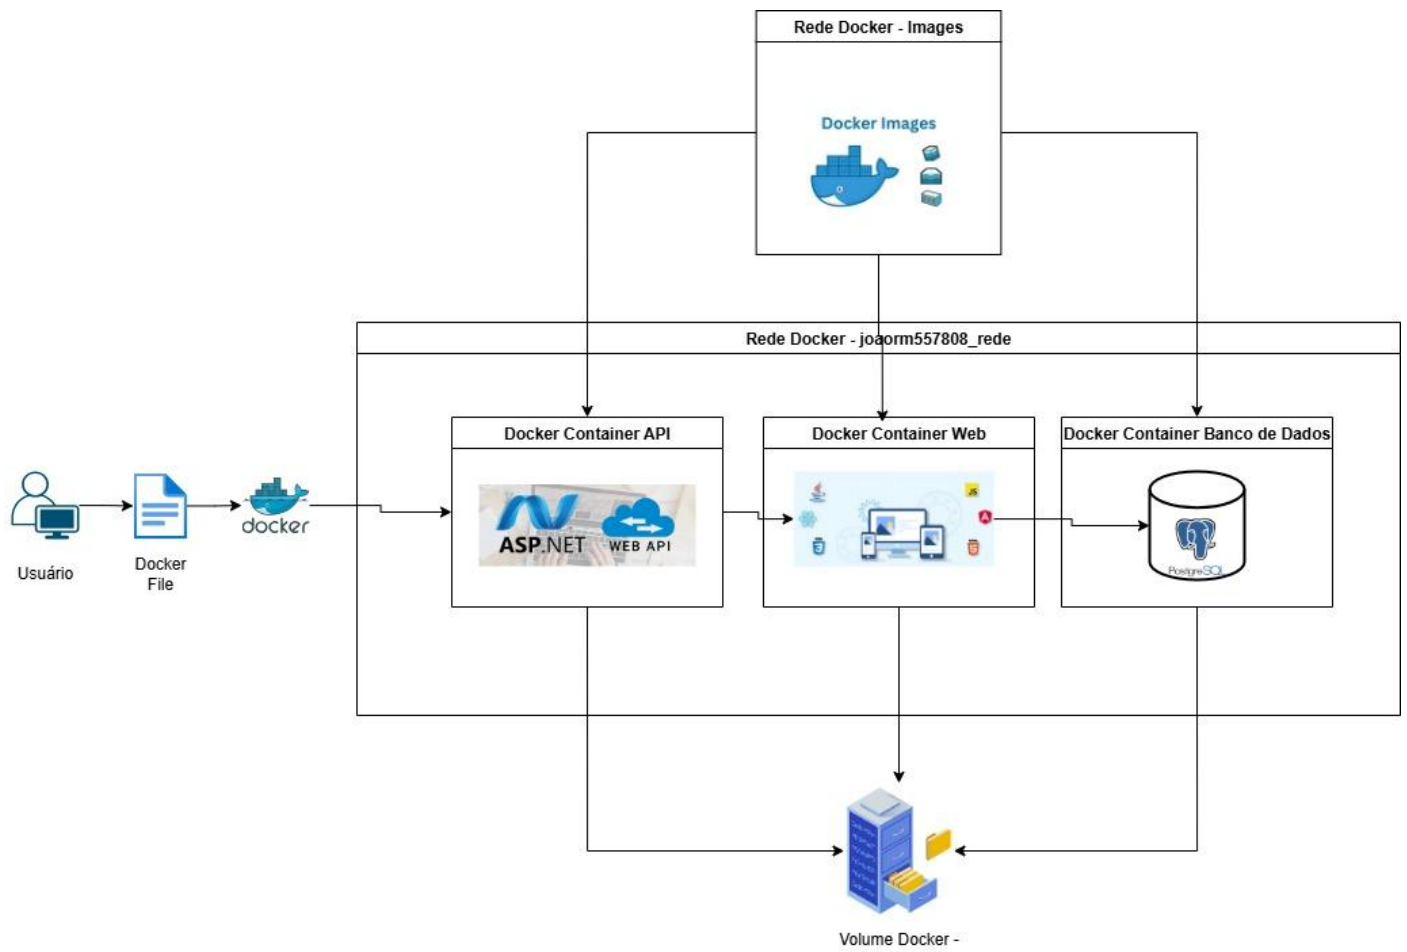 Rede Docker - Images
Docker Images
Rede Docker - joaorm557808_rede
Docker Container API
Docker Container Web
Docker Container Banco de Dados
JS
ASP.NET
WEB API
PostgreSQL
docker
Usuário
Docker
File
Volume Docker -